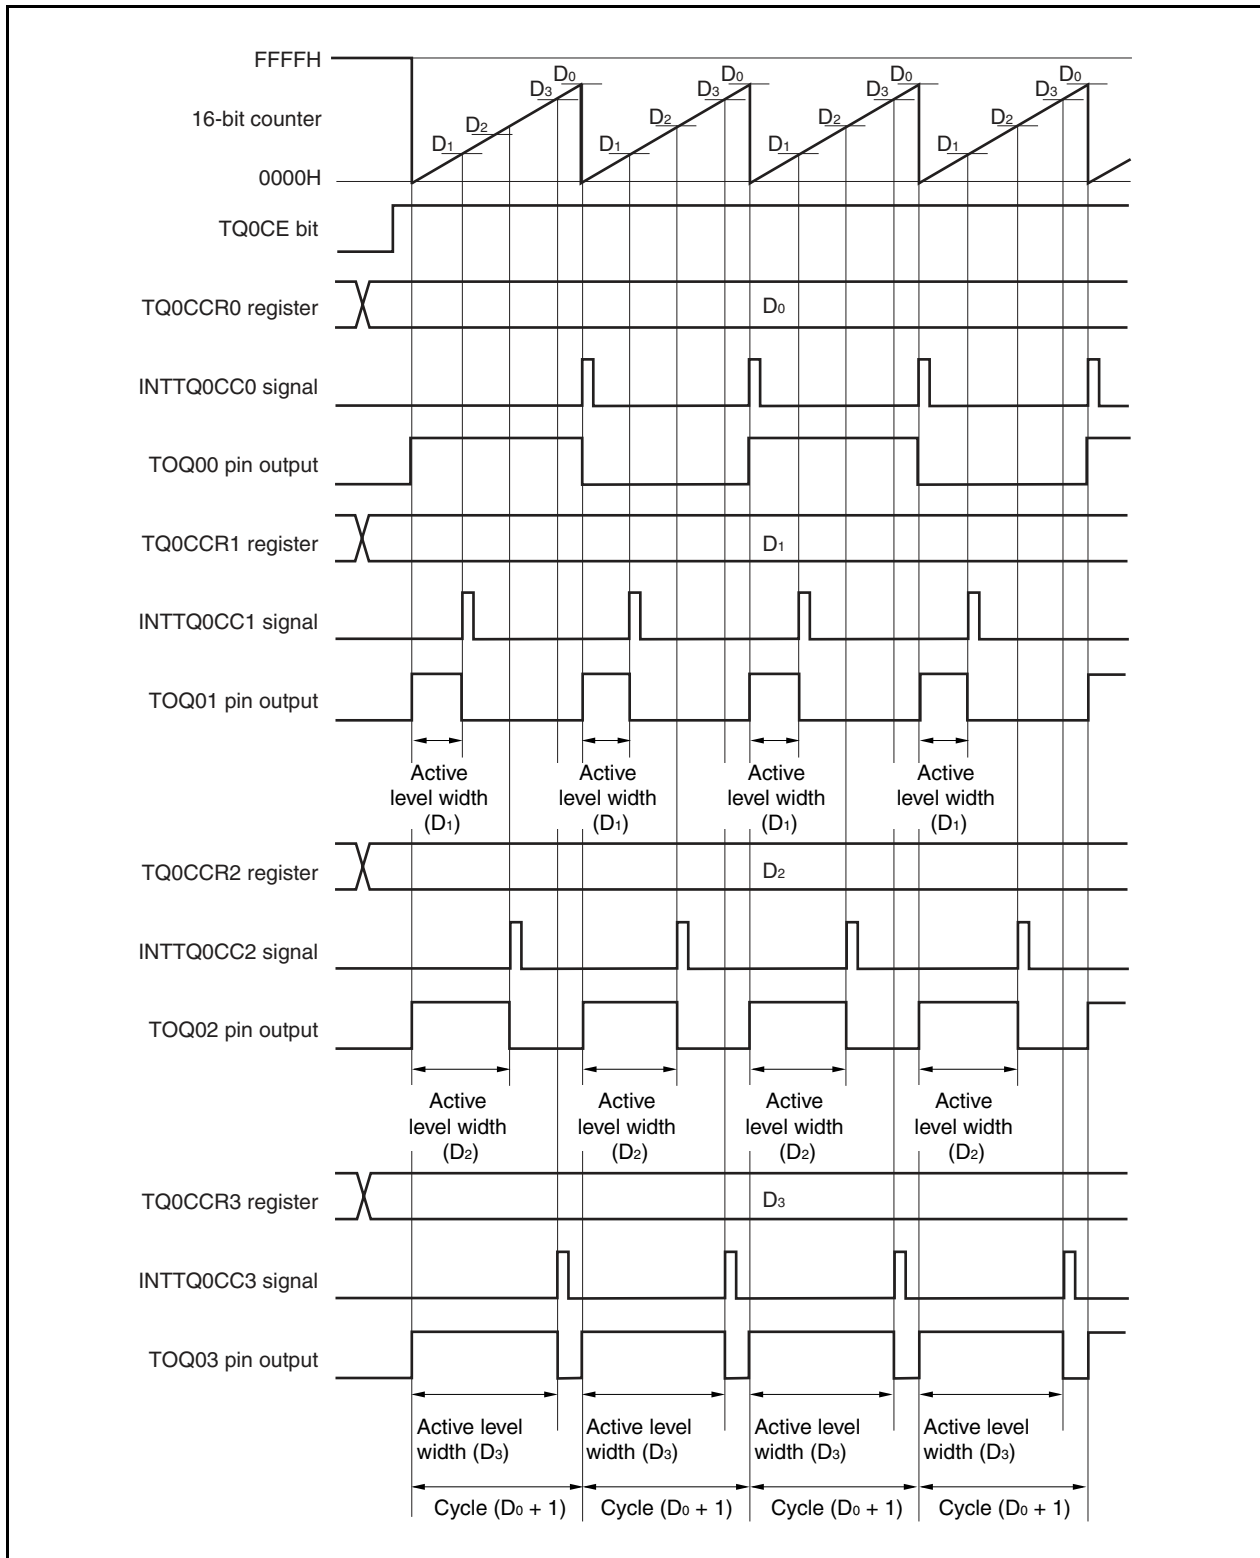 FFFFH
D0 D0 D0 D0
D3 D3 D3 D3
16-bit counter
D2 D2 D2 D2
D1 D1 D1 D1
0000H
TQ0CE bit
TQ0CCR0 register
D0
INTTQ0CC0 signal
TOQ00 pin output
TQ0CCR1 register
D1
INTTQ0CC1 signal
TOQ01 pin output
Active level width (D1)
Active level width (D1)
Active level width (D1)
Active level width (D1)
TQ0CCR2 register
D2
INTTQ0CC2 signal
TOQ02 pin output
Active level width (D2)
Active level width (D2)
Active level width (D2)
Active level width (D2)
TQ0CCR3 register
D3
INTTQ0CC3 signal
TOQ03 pin output
Active level width (D3)
Active level width (D3)
Active level width (D3)
Active level width (D3)
Cycle (D0 + 1)
Cycle (D0 + 1)
Cycle (D0 + 1)
Cycle (D0 + 1)